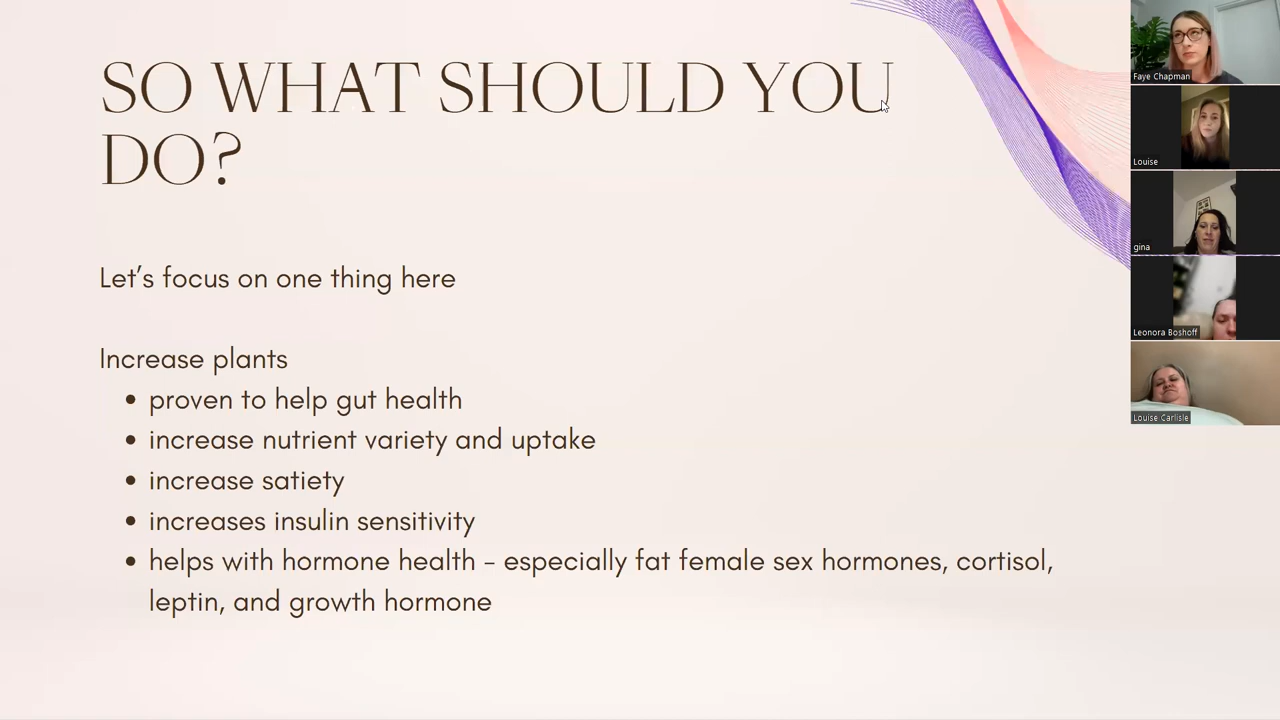 SO WHAT SHOULD YOU
DO?
Let's focus on one thing here
Increase plants
• proven to help gut health
• increase nutrient variety and uptake
• increase satiety
• increases insulin sensitivity
• helps with hormone health - especially fat female sex hormones, cortisol,
leptin, and growth hormone
Faye Chapman
Louise
gina
Leonora Boshoff
Louise Carlisle